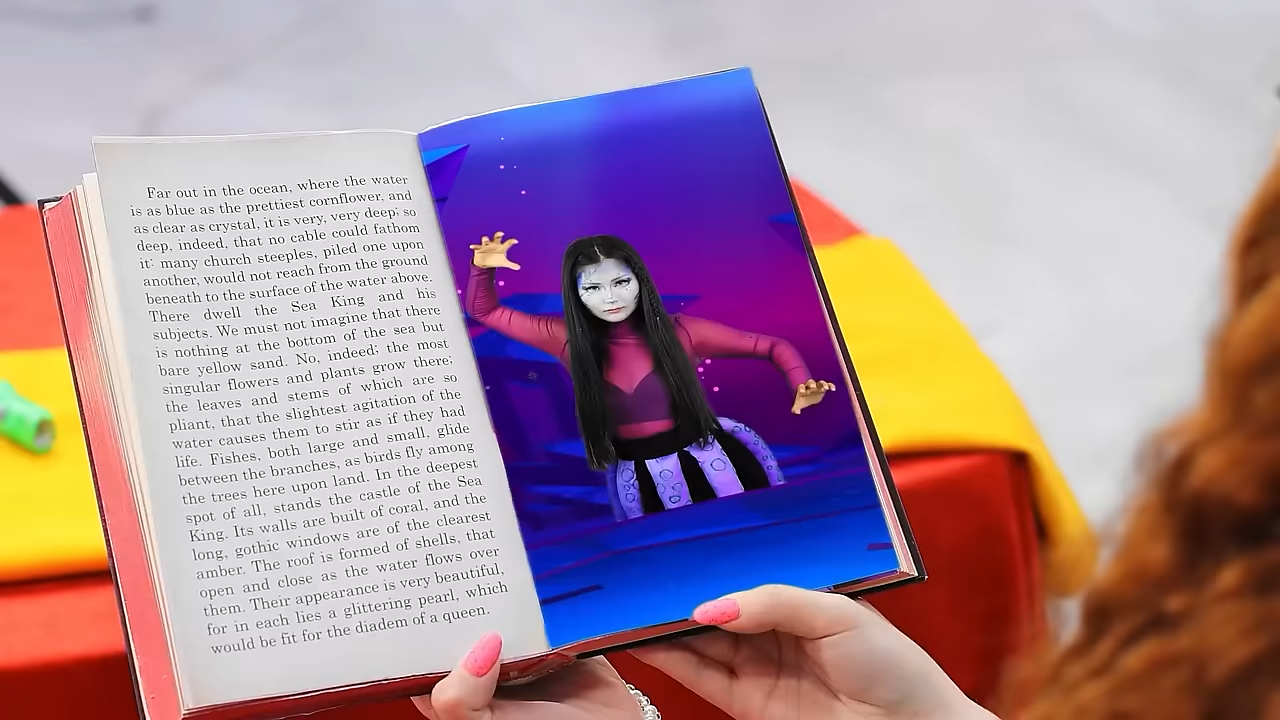 Far out in the ocean, where the water
is as blue as the prettiest cornflower, and
as clear as crystal, it is very, very deep; so
deep, indeed, that no cable could fathom
it: many church steeples, piled one upon
another, would not reach from the ground
beneath to the surface of the water above.
There dwell the Sea King and his
subjects. We must not imagine that there
is nothing at the bottom of the sea but
bare yellow sand. No, indeed; the most
singular flowers and plants grow there;
the leaves and stems of which are so
pliant, that the slightest agitation of the
water causes them to stir as if they had
life. Fishes, both large and small, glide
between the branches, as birds fly among
the trees here upon land. In the deepest
spot of all, stands the castle of the Sea
King. Its walls are built of coral, and the
long, gothic windows are of the clearest
amber. The roof is formed of shells, that
open and close as the water flows over
them. Their appearance is very beautiful,
for in each lies a glittering pearl, which
would be fit for the diadem of a queen.